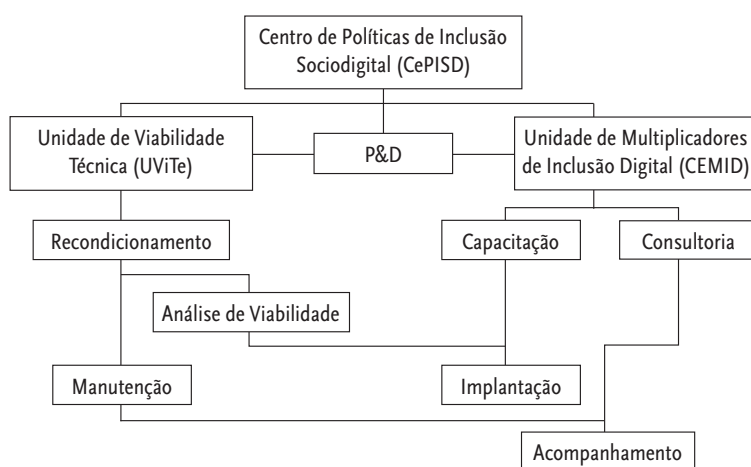 Centro de Políticas de Inclusão
Sociodigital (CePISD)
Unidade de Viabilidade
Técnica (UViTe)
P&D
Unidade de Multiplicadores
de Inclusão Digital (CEMID)
Recondicionamento
Capacitação
Consultoria
Análise de Viabilidade
Manutenção
Implantação
Acompanhamento